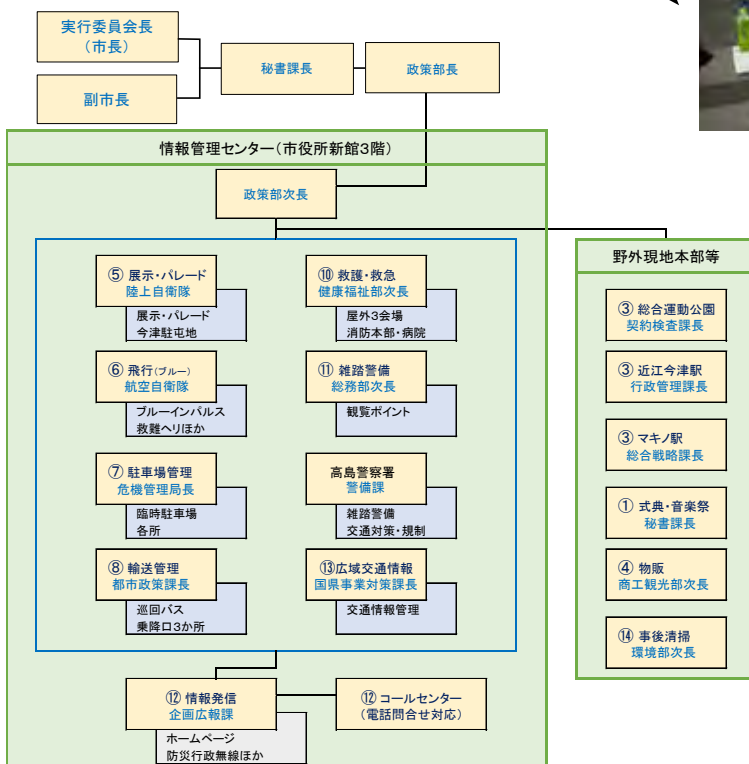 実行委員会長
(市長)
副市長
秘書課長
政策部長
情報管理センター(市役所新館3階)
政策部次長
⑤ 展示・パレード
陸上自衛隊
展示・パレード
今津駐屯地
⑩ 救護・救急
健康福祉部次長
屋外3会場
消防本部・病院
⑥ 飛行(ブルー)
航空自衛隊
ブルーインパルス
救難ヘリほか
⑪ 雑踏警備
総務部次長
観覧ポイント
⑦ 駐車場管理
危機管理局長
臨時駐車場
各所
高島警察署
警備課
雑踏警備
交通対策・規制
⑧ 輸送管理
都市政策課長
巡回バス
乗降口3か所
⑬広域交通情報
国県事業対策課長
交通情報管理
⑫ 情報発信
企画広報課
ホームページ
防災行政無線ほか
⑫ コールセンター
(電話問合せ対応)
野外現地本部等
③ 総合運動公園
契約検査課長
③ 近江今津駅
行政管理課長
③ マキノ駅
総合戦略課長
① 式典・音楽祭
秘書課長
④ 物販
商工観光部次長
⑭ 事後清掃
環境部次長